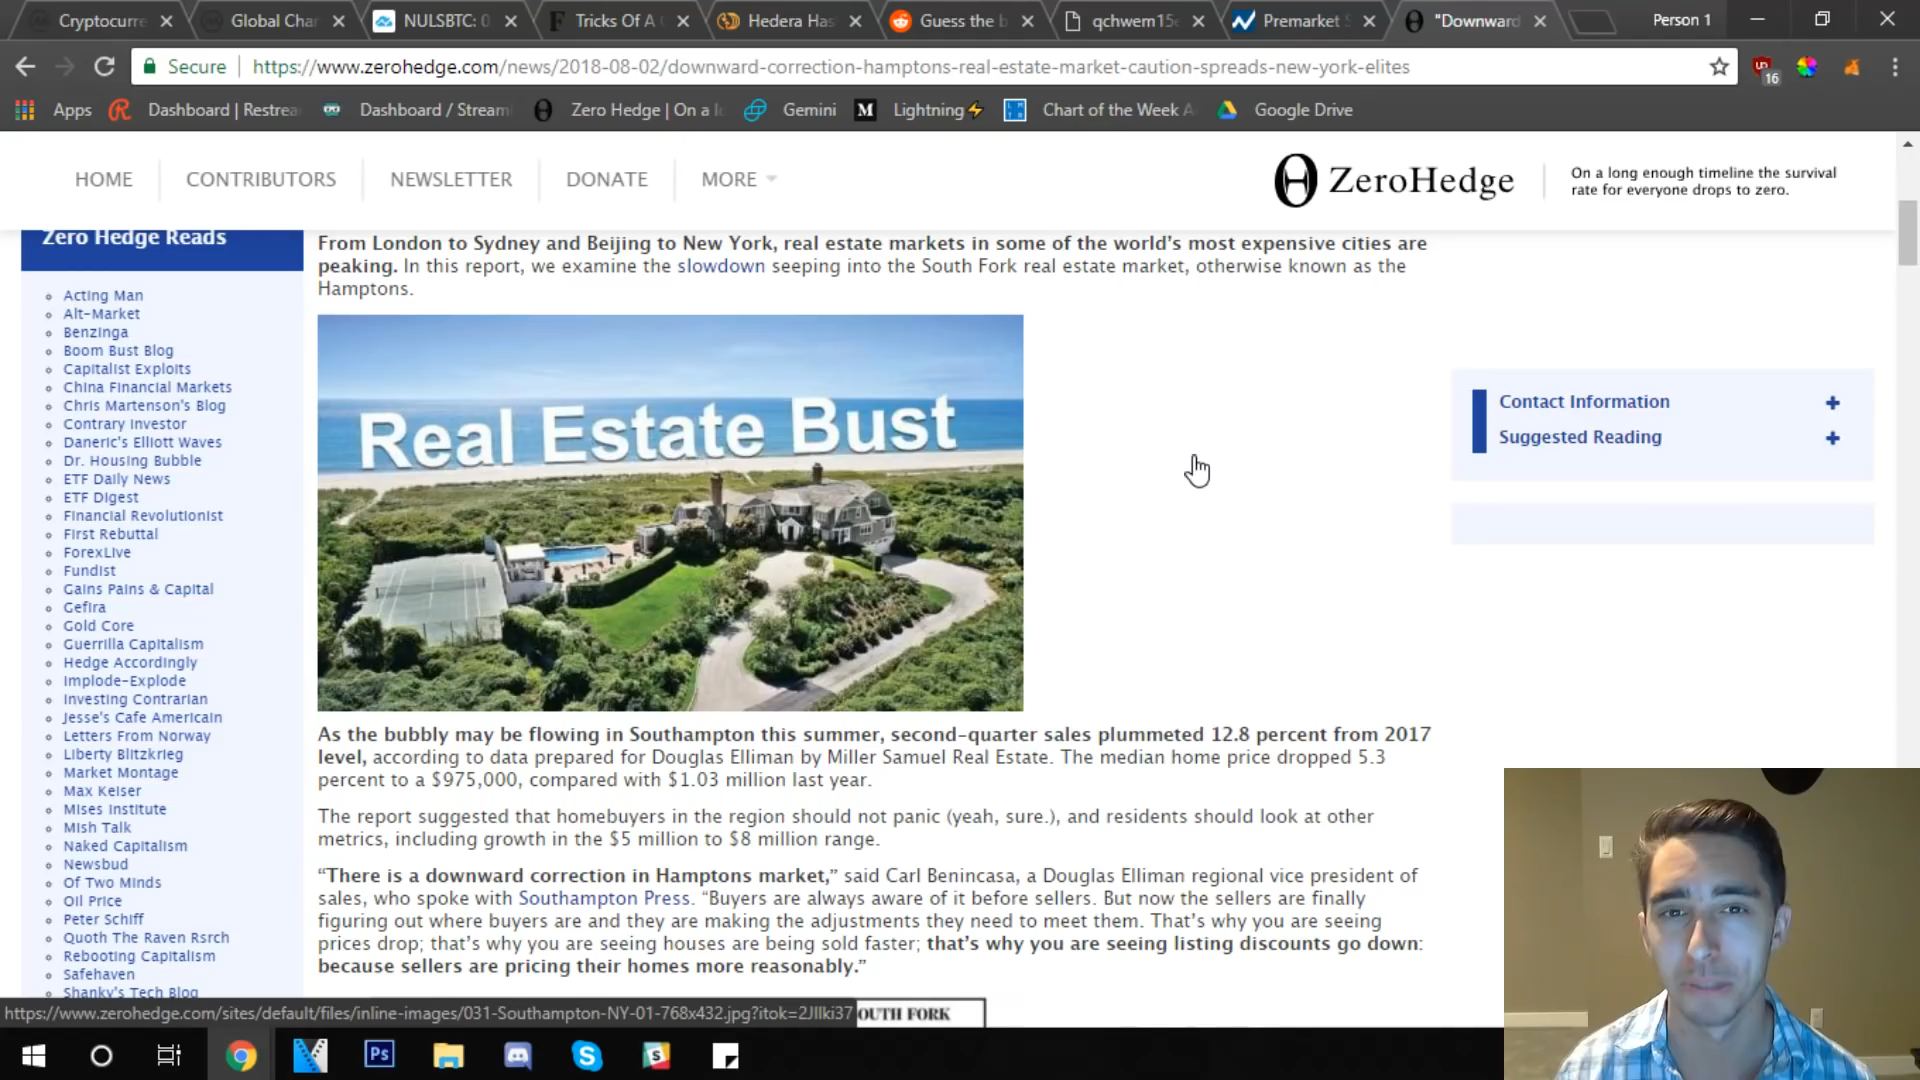 Cryptocurre
Global Cha
NULSBTC: 0
Tricks Of A
Hedera Has
Guess the b
qchwem15
Premarket
"Downward
Person 1
Secure
https://www.zerohedge.com/news/2018-08-02/downward-correction-hamptons-real-estate-market-caution-spreads-new-york-elites
16
Apps
Dashboard | Restrea
Dashboard / Streami
Zero Hedge | On a lo
Gemini
Lightning⚡
Chart of the Week A
Google Drive
HOME
CONTRIBUTORS
NEWSLETTER
DONATE
MORE
ZeroHedge
On a long enough timeline the survival
rate for everyone drops to zero.
Zero Hedge Reads
Acting Man
Alt-Market
Benzinga
Boom Bust Blog
Capitalist Exploits
China Financial Markets
Chris Martenson's Blog
Contrary Investor
Daneric's Elliott Waves
Dr. Housing Bubble
ETF Daily News
ETF Digest
Financial Revolutionist
First Rebuttal
ForexLive
Fundist
Gains Pains & Capital
Gefira
Gold Core
Guerrilla Capitalism
Hedge Accordingly
Implode-Explode
Investing Contrarian
Jesse's Cafe Americain
Letters From Norway
Liberty Blitzkrieg
Market Montage
Max Keiser
Mises Institute
Mish Talk
Naked Capitalism
Newsbud
Of Two Minds
Oil Price
Peter Schiff
Quoth The Raven Rsrch
Rebooting Capitalism
Safehaven
Shanky's Tech Blog
From London to Sydney and Beijing to New York, real estate markets in some of the world's most expensive cities are
peaking. In this report, we examine the slowdown seeping into the South Fork real estate market, otherwise known as the
Hamptons.
Real Estate Bust
As the bubbly may be flowing in Southampton this summer, second-quarter sales plummeted 12.8 percent from 2017
level, according to data prepared for Douglas Elliman by Miller Samuel Real Estate. The median home price dropped 5.3
percent to a $975,000, compared with $1.03 million last year.
The report suggested that homebuyers in the region should not panic (yeah, sure.), and residents should look at other
metrics, including growth in the $5 million to $8 million range.
“There is a downward correction in Hamptons market,” said Carl Benincasa, a Douglas Elliman regional vice president of
sales, who spoke with Southampton Press. “Buyers are always aware of it before sellers. But now the sellers are finally
figuring out where buyers are and they are making the adjustments they need to meet them. That's why you are seeing
prices drop; that's why you are seeing houses are being sold faster; that's why you are seeing listing discounts go down:
because sellers are pricing their homes more reasonably.”
OUTH FORK
Contact Information
Suggested Reading
https://www.zerohedge.com/sites/default/files/inline-images/031-Southampton-NY-01-768x432.jpg?itok=2JIlki37
Ps